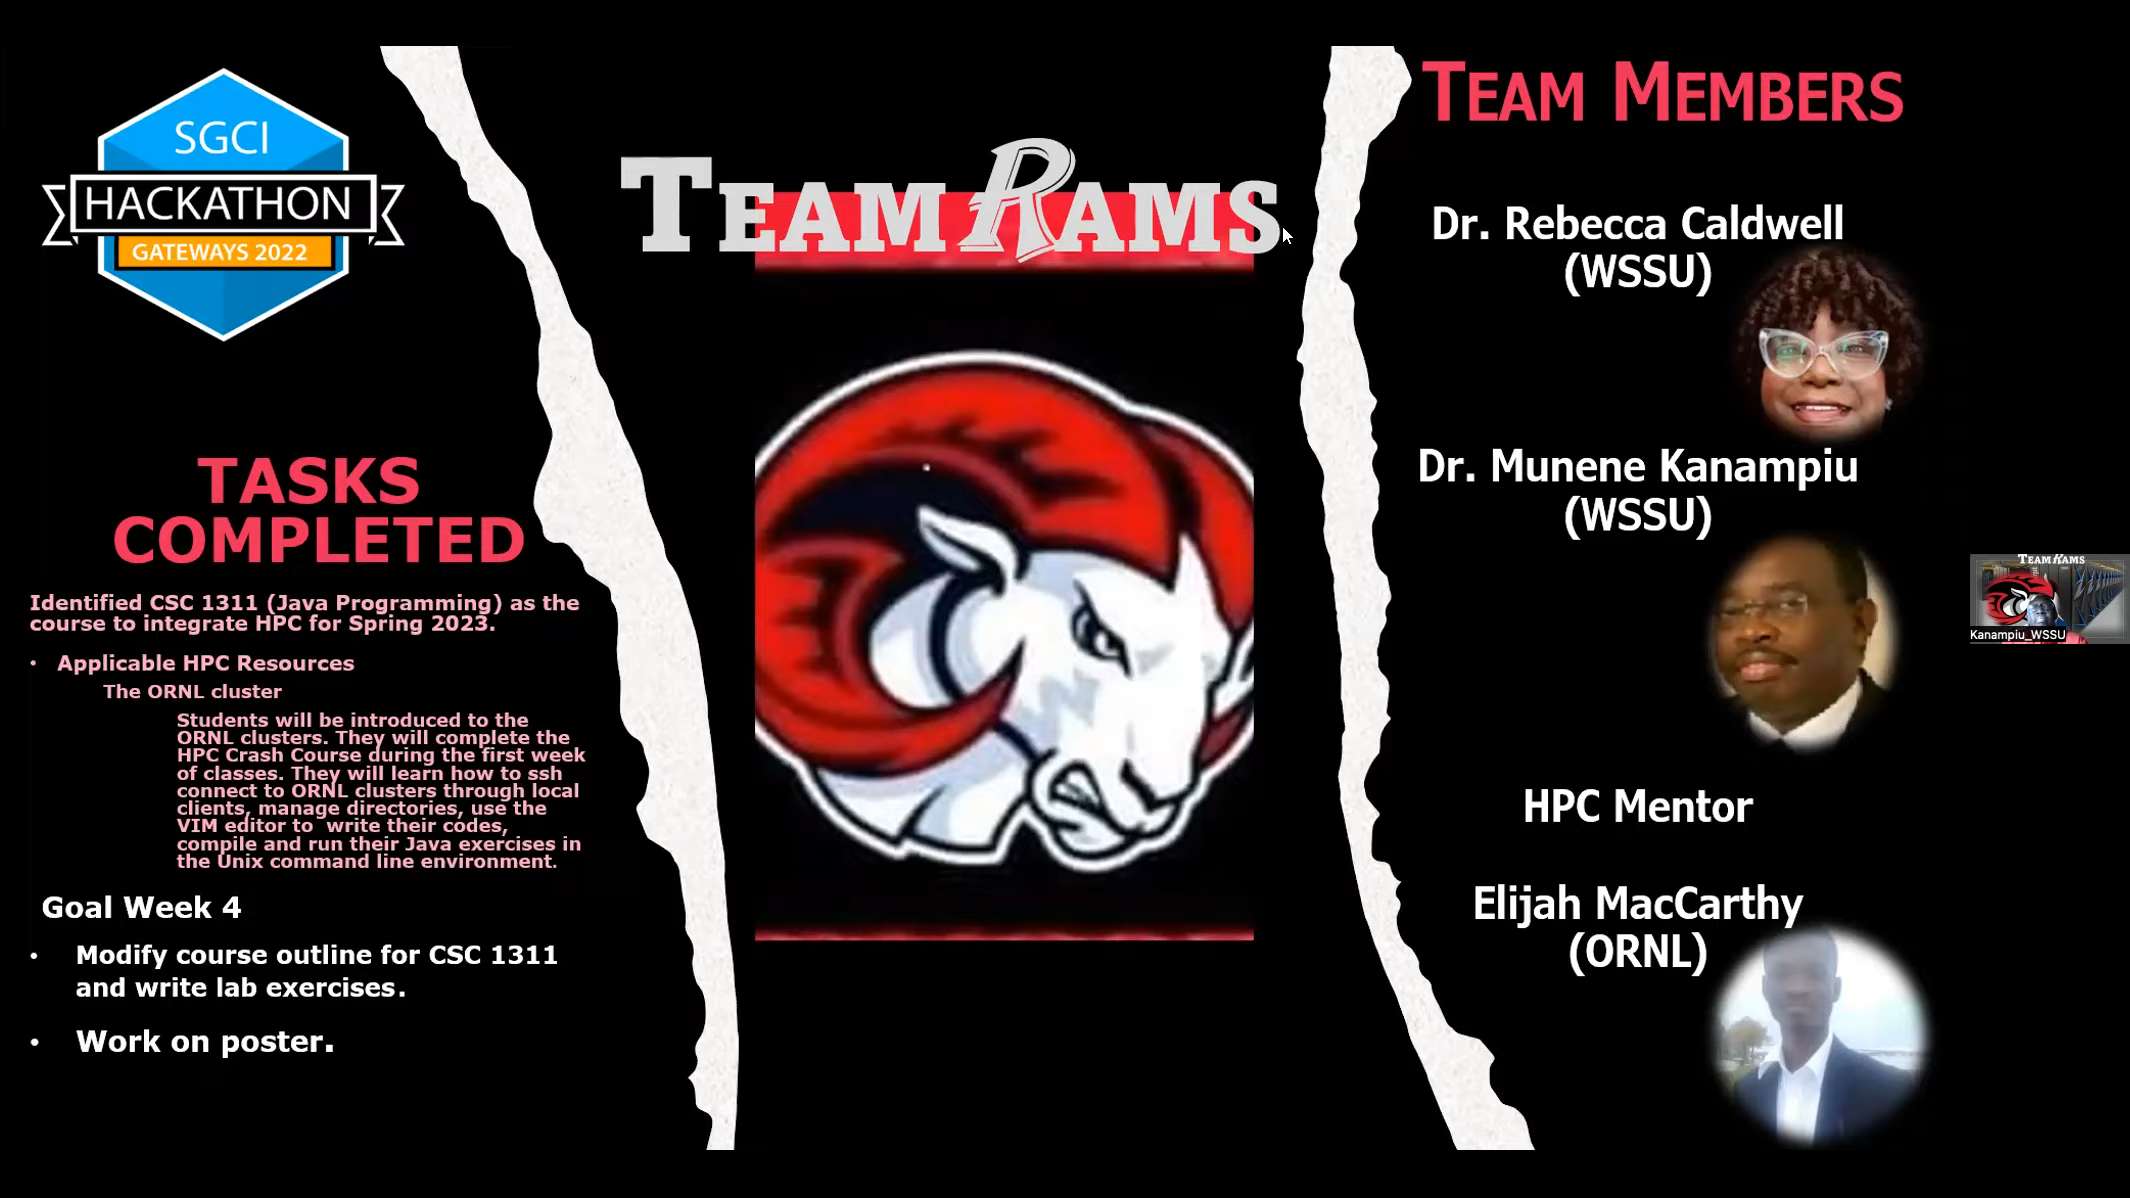 SGCI
HACKATHON
GATEWAYS 2022
TASKS
COMPLETED
Identified CSC 1311 (Java Programming) as the
course to integrate HPC for Spring 2023.
• Applicable HPC Resources
The ORNL cluster
Students will be introduced to the
ORNL clusters. They will complete the
HPC Crash Course during the first week
of classes. They will learn how to ssh
connect to ORNL clusters through local
clients, manage directories, use the
VIM editor to  write their codes,
compile and run their Java exercises in
the Unix command line environment.
Goal Week 4
• Modify course outline for CSC 1311
and write lab exercises.
• Work on poster.
TEAM RAMS
TEAM MEMBERS
Dr. Rebecca Caldwell
(WSSU)
Dr. Munene Kanampiu
(WSSU)
HPC Mentor
Elijah MacCarthy
(ORNL)
TEAM RAMS
Kanampiu_WSSU